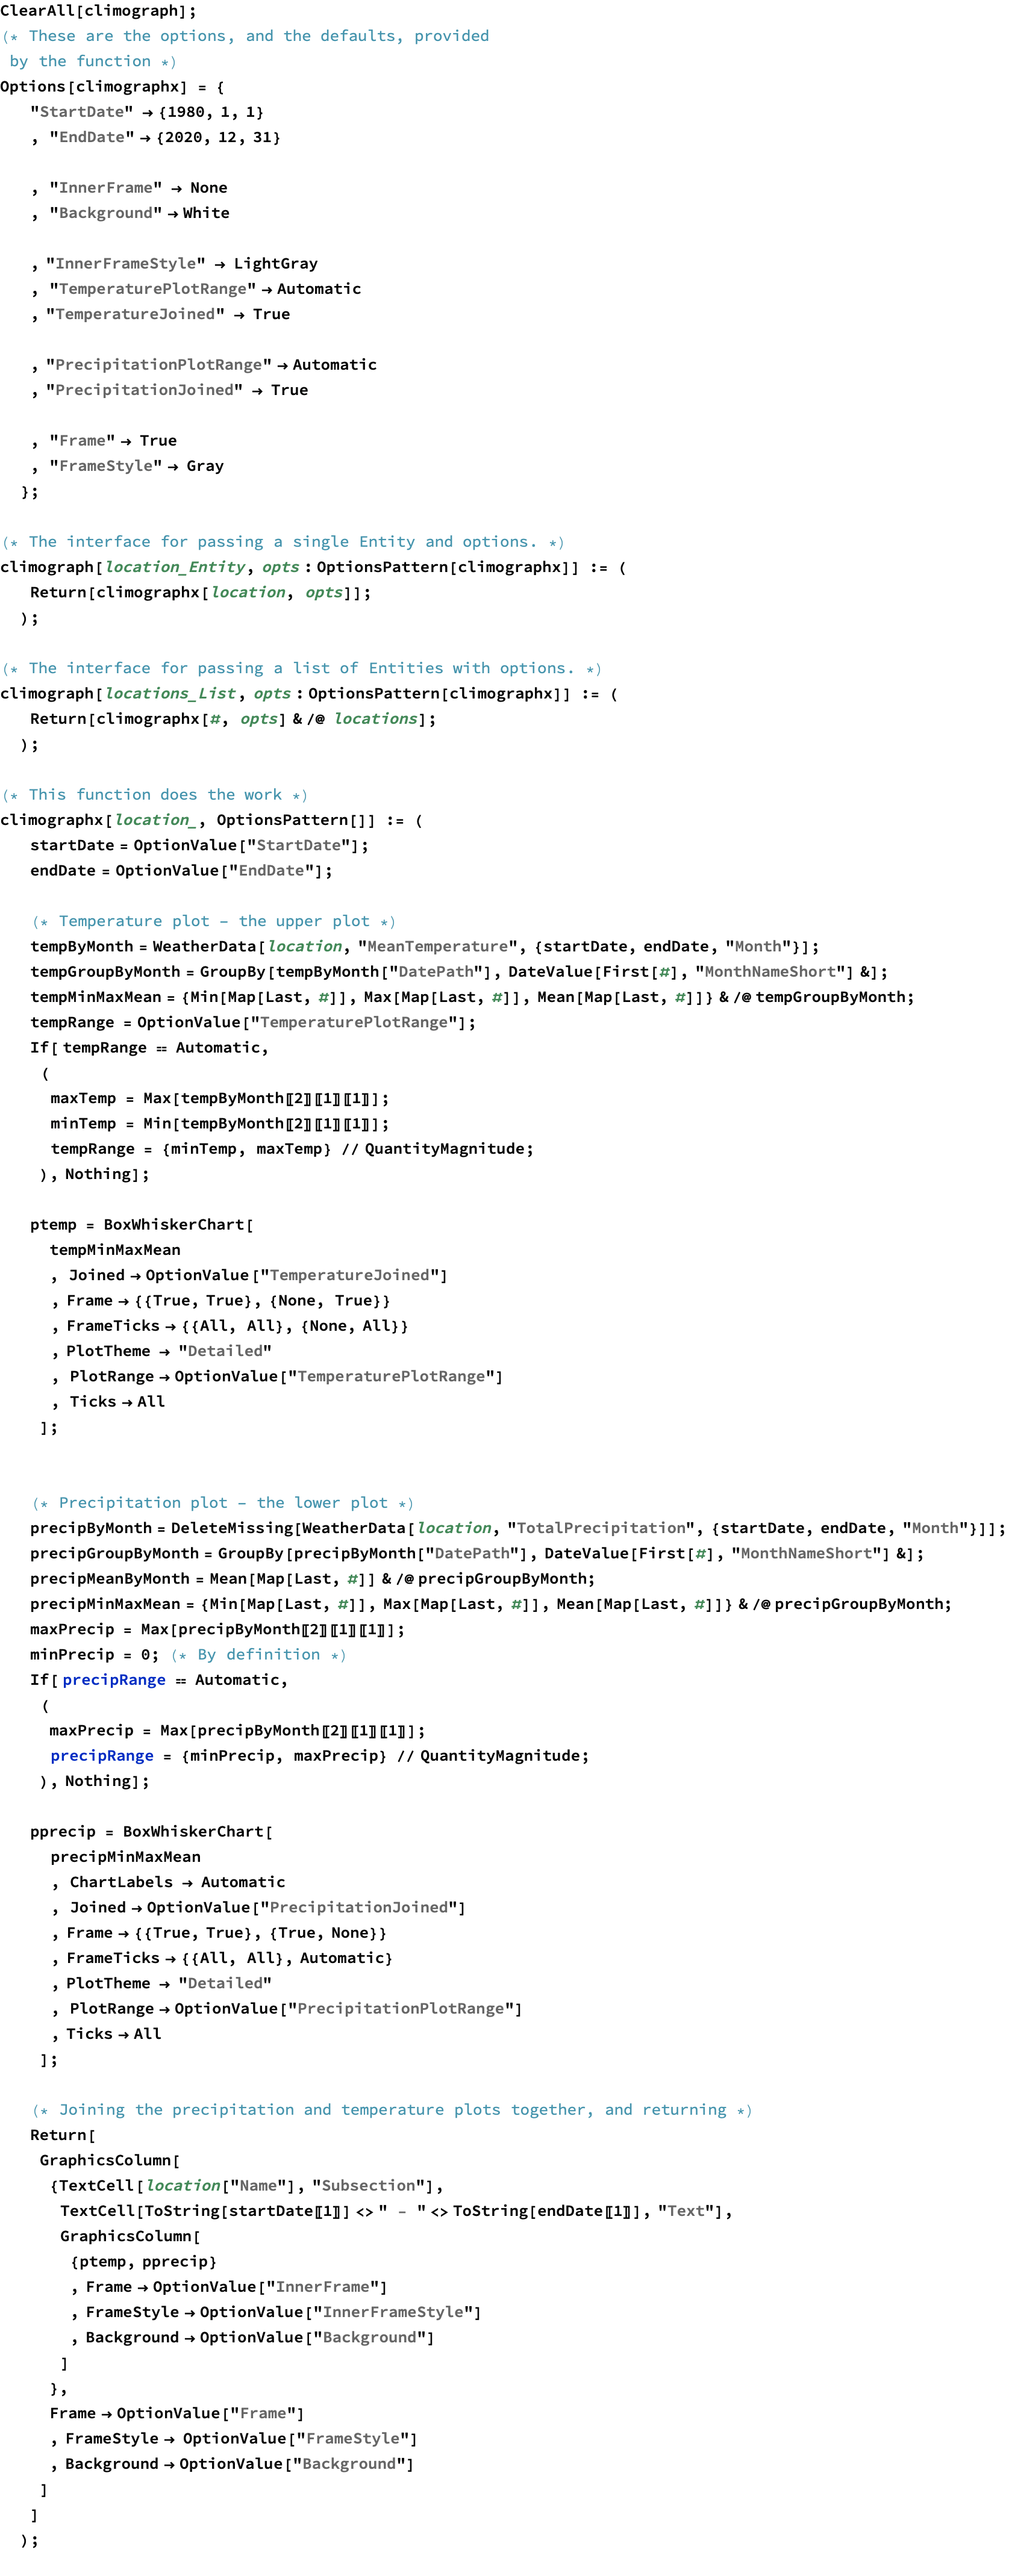 ClearAll[climograph];
(* These are the options, and the defaults, provided
by the function *)
Options[climographx] = {
"StartDate" → {1980, 1, 1}
, "EndDate" → {2020, 12, 31}
, "InnerFrame" → None
, "Background" → White
, "InnerFrameStyle" → LightGray
, "TemperaturePlotRange" → Automatic
, "TemperatureJoined" → True
, "PrecipitationPlotRange" → Automatic
, "PrecipitationJoined" → True
, "Frame" → True
, "FrameStyle" → Gray
};
(* The interface for passing a single Entity and options. *)
climograph[location_Entity, opts : OptionsPattern[climographx]] := (
Return[climographx[location, opts]];
);
(* The interface for passing a list of Entities with options. *)
climograph[locations_List, opts : OptionsPattern[climographx]] := (
Return[climographx[#, opts] & /@ locations];
);
(* This function does the work *)
climographx[location_, OptionsPattern[]] := (
startDate = OptionValue["StartDate"];
endDate = OptionValue["EndDate"];
(* Temperature plot – the upper plot *)
tempByMonth = WeatherData[location, "MeanTemperature", {startDate, endDate, "Month"}];
tempGroupByMonth = GroupBy[tempByMonth["DatePath"], DateValue[First[#], "MonthNameShort"] &];
tempMinMaxMean = {Min[Map[Last, #]], Max[Map[Last, #]], Mean[Map[Last, #]]} & /@ tempGroupByMonth;
tempRange = OptionValue["TemperaturePlotRange"];
If[ tempRange == Automatic,
(
maxTemp = Max[tempByMonth〚2〛〚1〛〚1〛];
minTemp = Min[tempByMonth〚2〛〚1〛〚1〛];
tempRange = {minTemp, maxTemp} // QuantityMagnitude;
), Nothing];
ptemp = BoxWhiskerChart[
tempMinMaxMean
, Joined → OptionValue["TemperatureJoined"]
, Frame → {{True, True}, {None, True}}
, FrameTicks → {{All, All}, {None, All}}
, PlotTheme → "Detailed"
, PlotRange → OptionValue["TemperaturePlotRange"]
, Ticks → All
];
(* Precipitation plot – the lower plot *)
precipByMonth = DeleteMissing[WeatherData[location, "TotalPrecipitation", {startDate, endDate, "Month"}]];
precipGroupByMonth = GroupBy[precipByMonth["DatePath"], DateValue[First[#], "MonthNameShort"] &];
precipMeanByMonth = Mean[Map[Last, #]] & /@ precipGroupByMonth;
precipMinMaxMean = {Min[Map[Last, #]], Max[Map[Last, #]], Mean[Map[Last, #]]} & /@ precipGroupByMonth;
maxPrecip = Max[precipByMonth〚2〛〚1〛〚1〛];
minPrecip = 0; (* By definition *)
If[ precipRange == Automatic,
(
maxPrecip = Max[precipByMonth〚2〛〚1〛〚1〛];
precipRange = {minPrecip, maxPrecip} // QuantityMagnitude;
), Nothing];
pprecip = BoxWhiskerChart[
precipMinMaxMean
, ChartLabels → Automatic
, Joined → OptionValue["PrecipitationJoined"]
, Frame → {{True, True}, {True, None}}
, FrameTicks → {{All, All}, Automatic}
, PlotTheme → "Detailed"
, PlotRange → OptionValue["PrecipitationPlotRange"]
, Ticks → All
];
(* Joining the precipitation and temperature plots together, and returning *)
Return[
GraphicsColumn[
{TextCell[location["Name"], "Subsection"],
TextCell[ToString[startDate〚1〛] <> " – " <> ToString[endDate〚1〛], "Text"],
GraphicsColumn[
{ptemp, pprecip}
, Frame → OptionValue["InnerFrame"]
, FrameStyle → OptionValue["InnerFrameStyle"]
, Background → OptionValue["Background"]
]
},
Frame → OptionValue["Frame"]
, FrameStyle → OptionValue["FrameStyle"]
, Background → OptionValue["Background"]
]
]
);